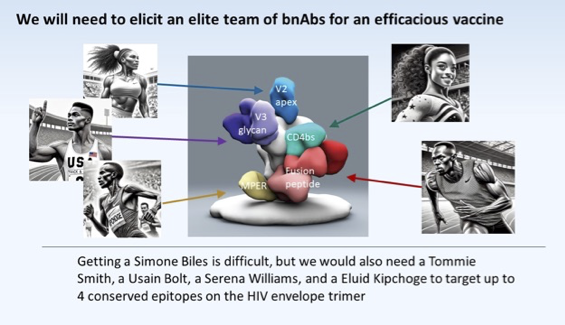 We will need to elicit an elite team of bnAbs for an efficacious vaccine
V2
apex
V3
glycan
CD4bs
US
Fusion
peptide
MPER
Getting a Simone Biles is difficult, but we would also need a Tommie
Smith, a Usain Bolt, a Serena Williams, and a Eluid Kipchoge to target up to
4 conserved epitopes on the HIV envelope trimer